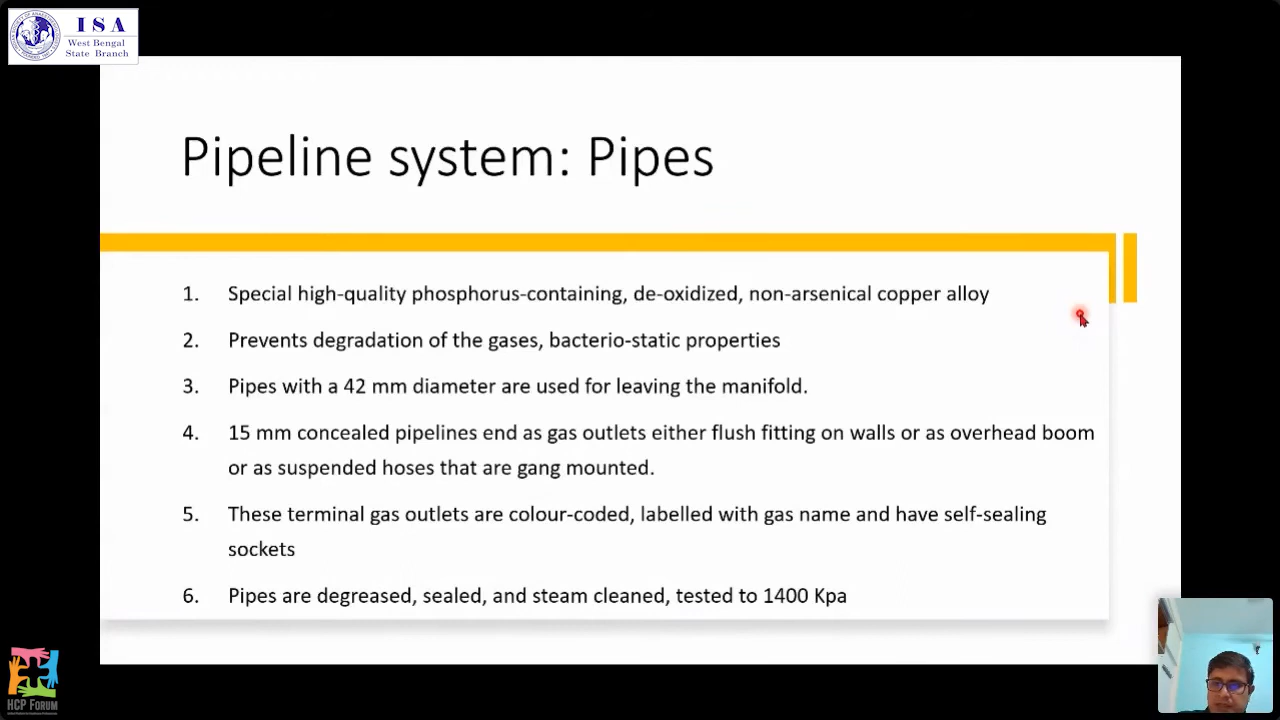 I S A
West Bengal
State Branch
Pipeline system: Pipes
1. Special high-quality phosphorus-containing, de-oxidized, non-arsenical copper alloy
2. Prevents degradation of the gases, bacterio-static properties
3. Pipes with a 42 mm diameter are used for leaving the manifold.
4. 15 mm concealed pipelines end as gas outlets either flush fitting on walls or as overhead boom
or as suspended hoses that are gang mounted.
5. These terminal gas outlets are colour-coded, labelled with gas name and have self-sealing
sockets
6. Pipes are degreased, sealed, and steam cleaned, tested to 1400 Kpa
HCP FORUM